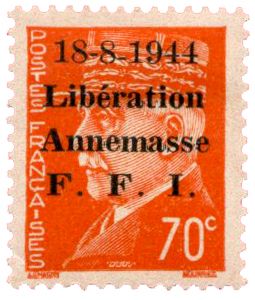 18-8-1944
Libération
Annemasse
F. F. I.
POSTES FRANÇAISES
70c